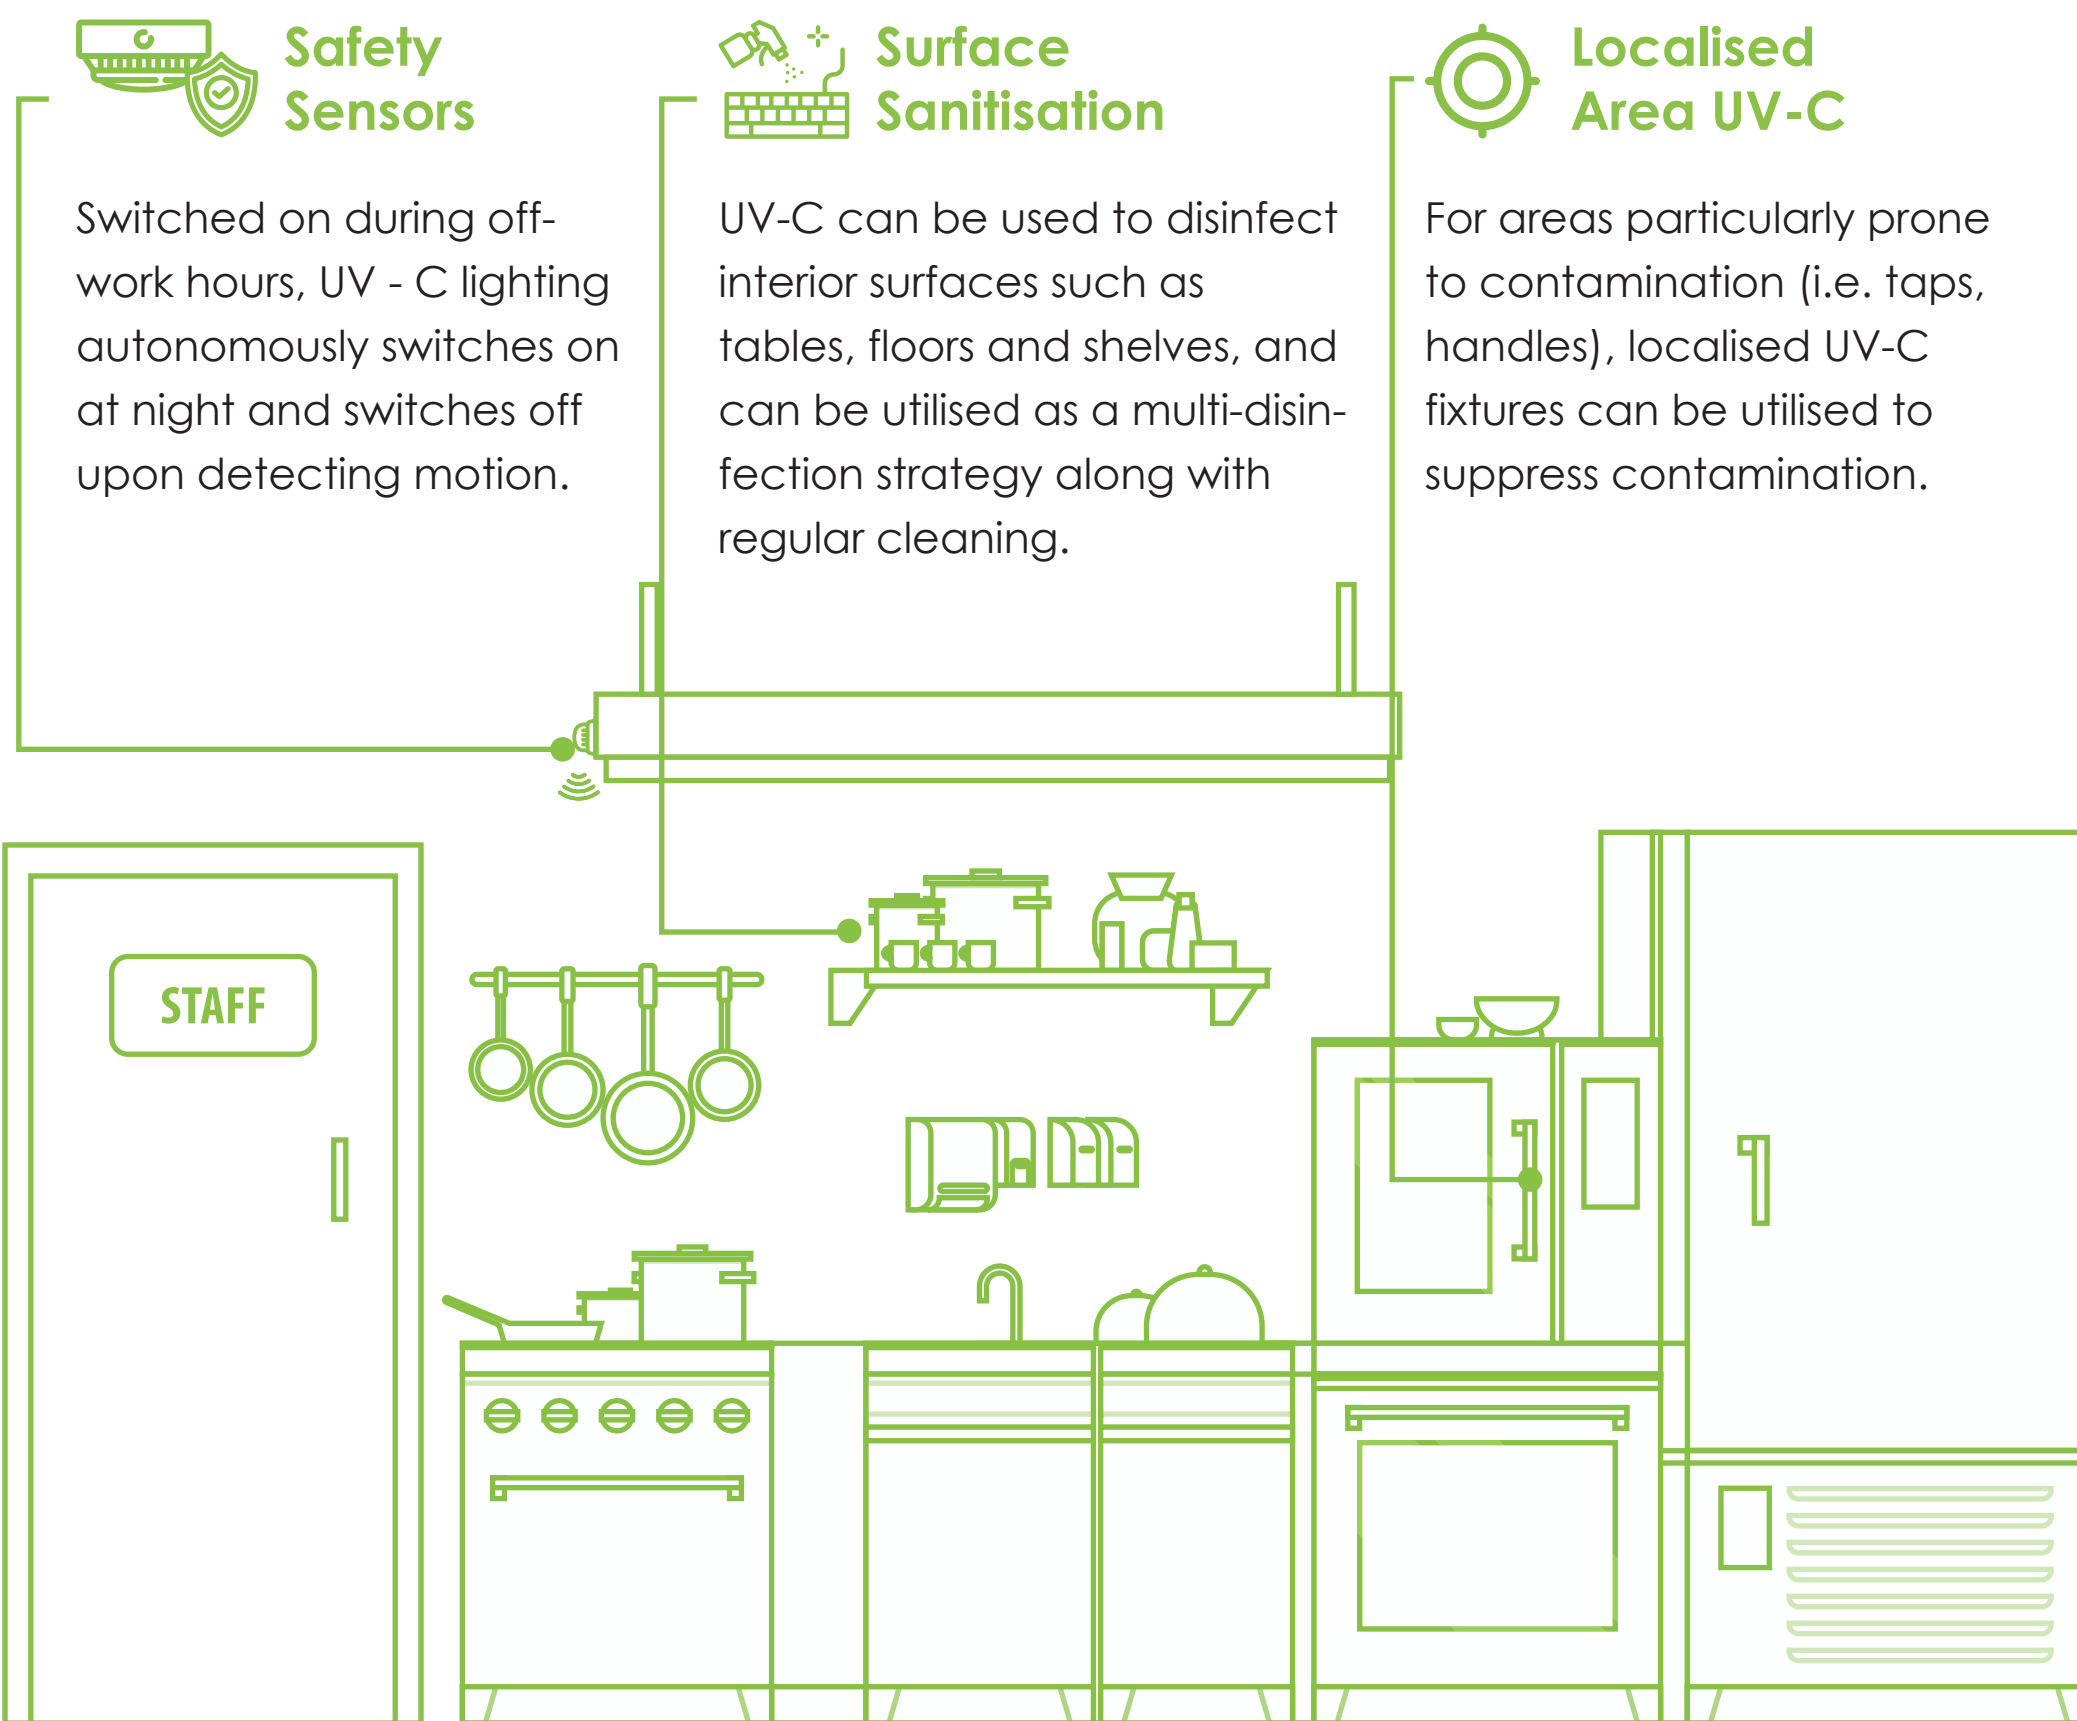 Safety
Sensors
Switched on during off-
work hours, UV - C lighting
autonomously switches on
at night and switches off
upon detecting motion.
Surface
Sanitisation
UV-C can be used to disinfect
interior surfaces such as
tables, floors and shelves, and
can be utilised as a multi-disin-
fection strategy along with
regular cleaning.
Localised
Area UV-C
For areas particularly prone
to contamination (i.e. taps,
handles), localised UV-C
fixtures can be utilised to
suppress contamination.
STAFF